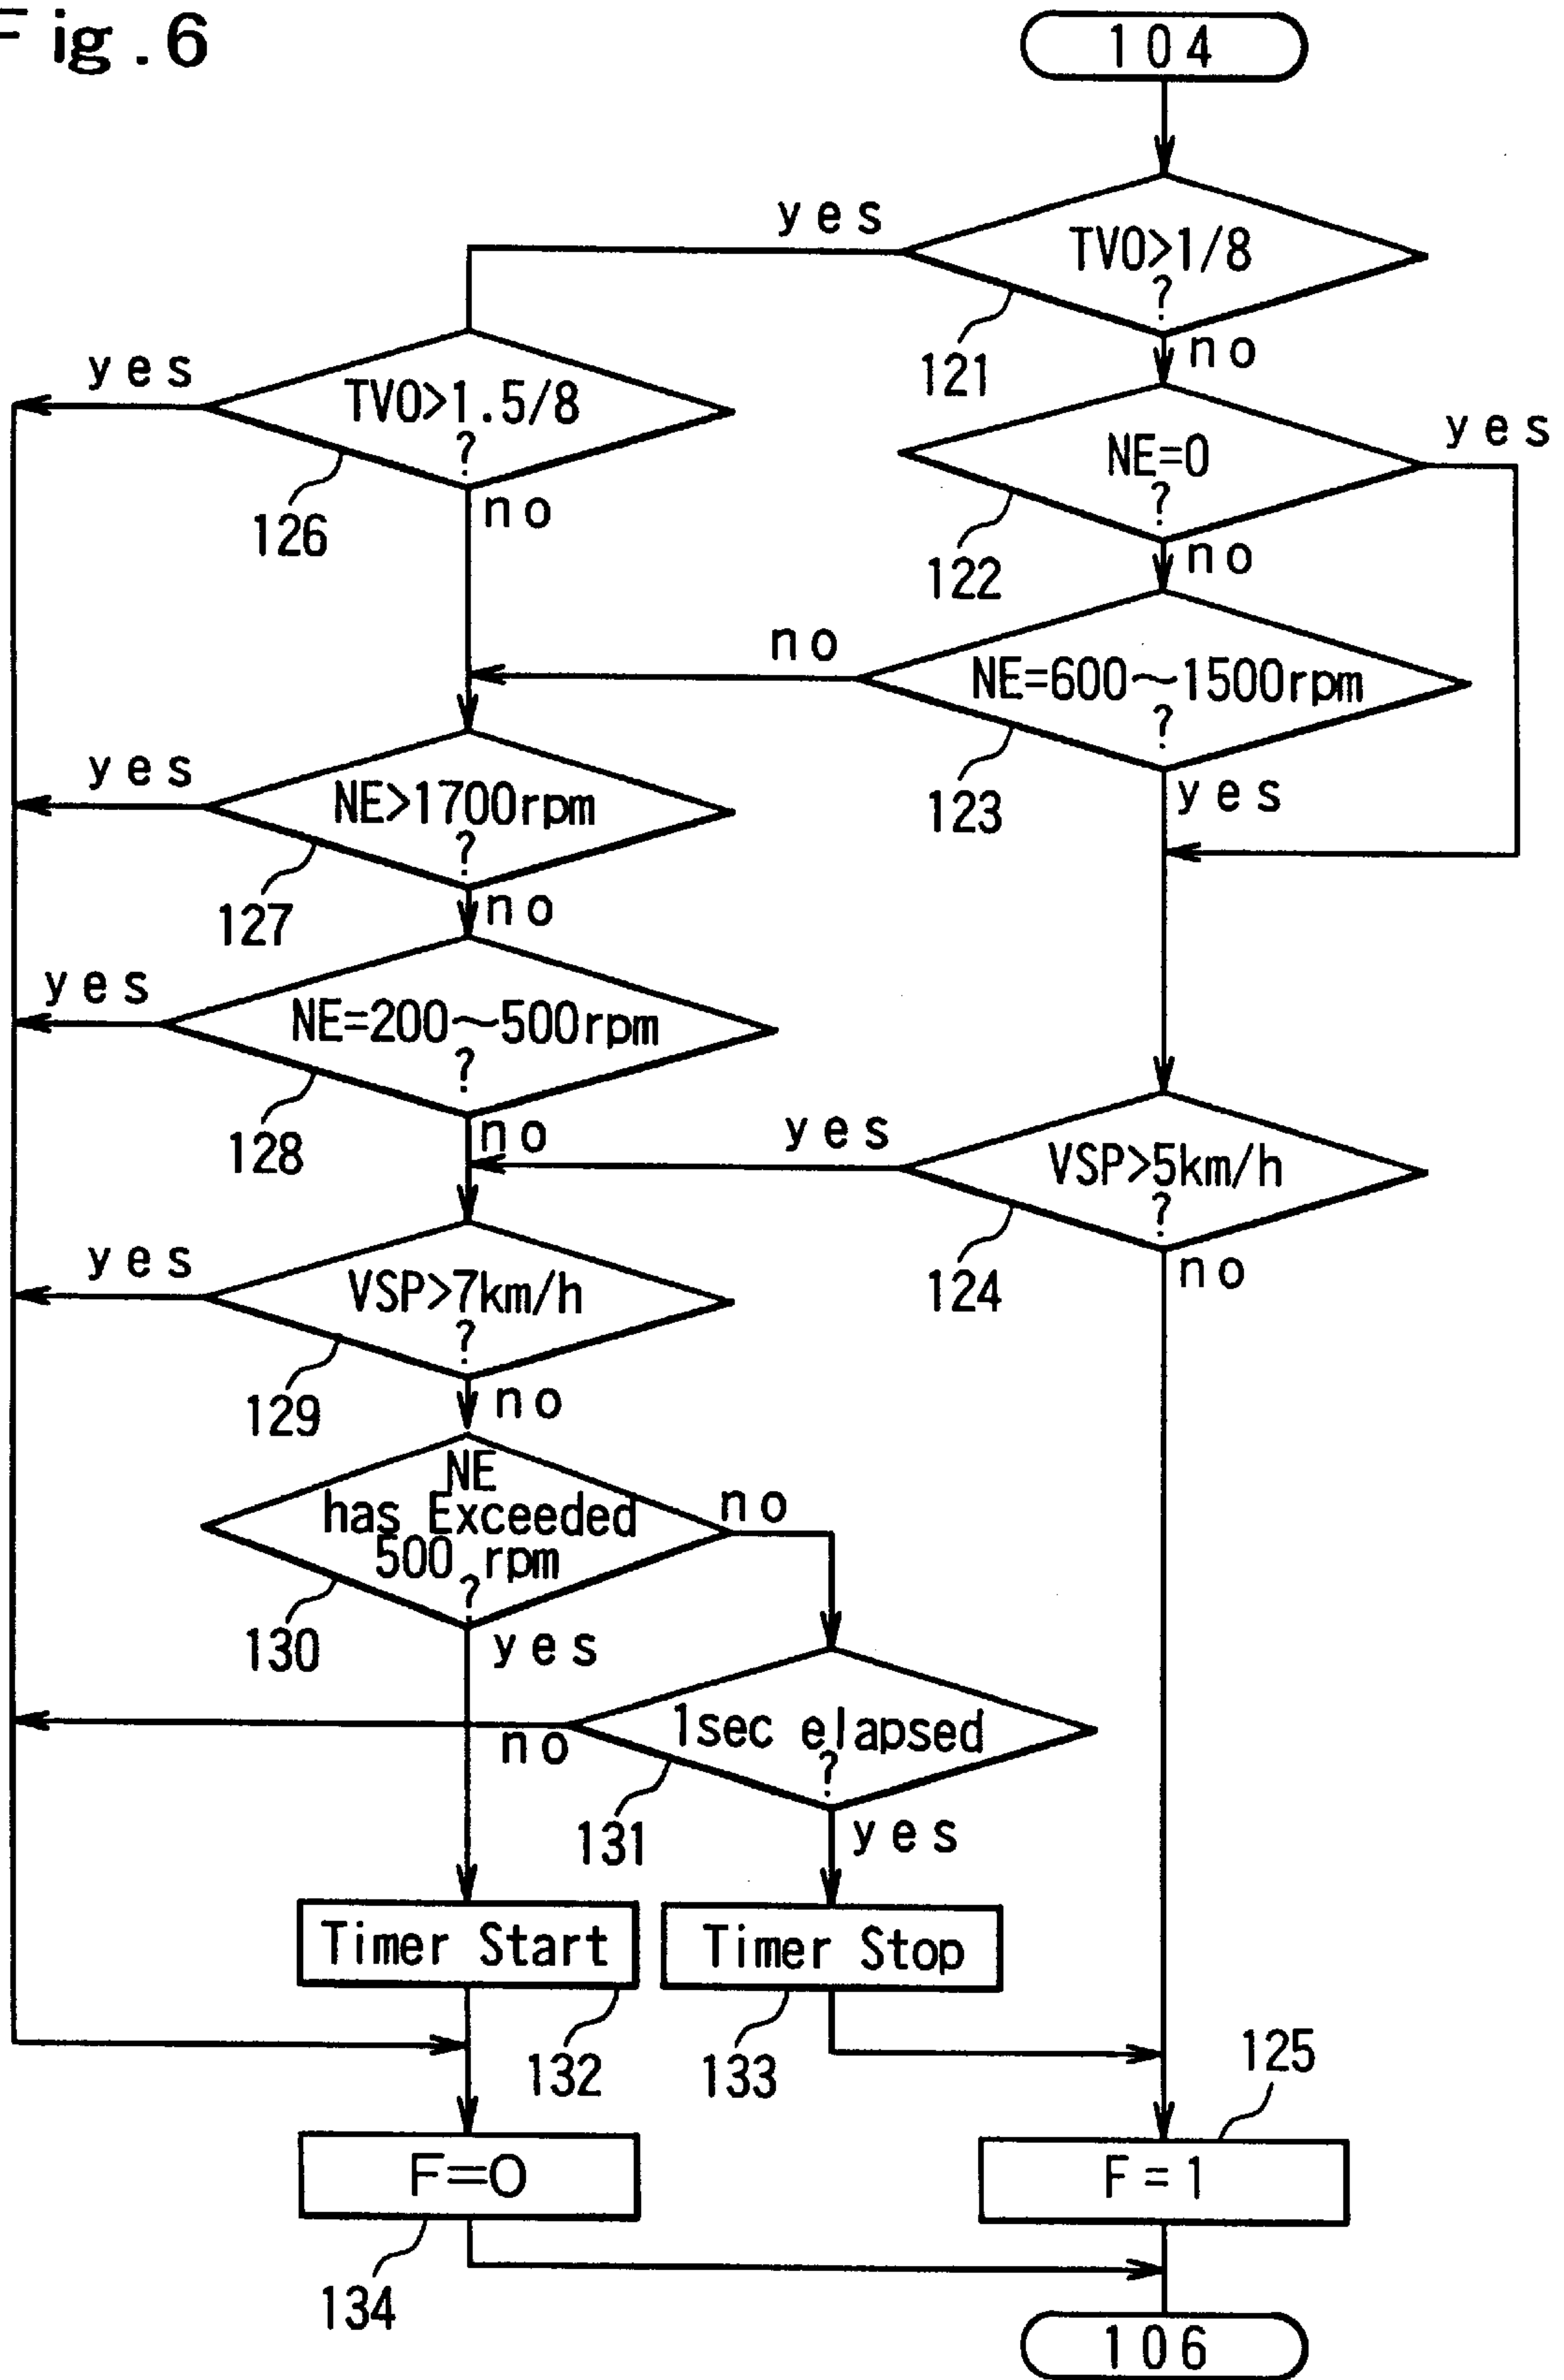 Fig. 6
104
yes
TVO>1/8
?
121
no
yes
TVO>1.5/8
?
126
no
NE=0
?
yes
122
no
no
NE=600～1500rpm
?
123
yes
yes
NE>1700rpm
?
127
no
yes
NE=200～500rpm
?
128
no
yes
VSP>5km/h
?
124
no
yes
VSP>7km/h
?
129
no
NE
has Exceeded
500 rpm
?
no
130
yes
1sec elapsed
?
no
131
yes
Timer Start
Timer Stop
132
133
125
F=0
F=1
134
106